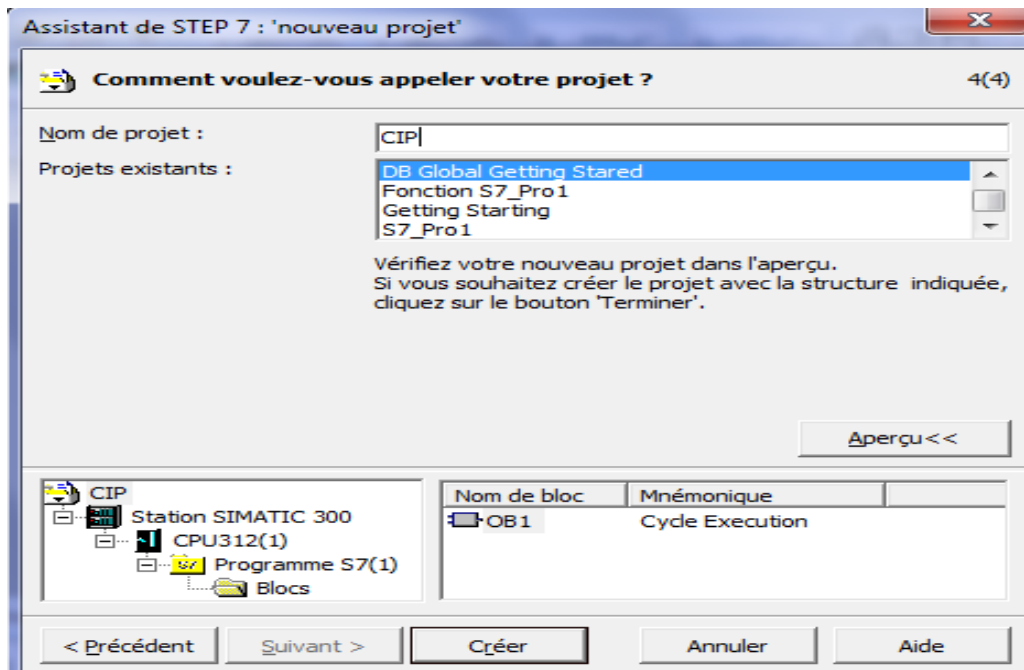 Assistant de STEP 7 : 'nouveau projet'
Comment voulez-vous appeler votre projet ? 4(4)
Nom de projet : CIP
Projets existants : DB Global Getting Stared
Fonction S7_Pro1
Getting Starting
S7_Pro1
Vérifiez votre nouveau projet dans l'aperçu.
Si vous souhaitez créer le projet avec la structure indiquée,
cliquez sur le bouton 'Terminer'.
Aperçu<<
CIP
Station SIMATIC 300
CPU312(1)
Programme S7(1)
Blocs
Nom de bloc Mnémonique
OB1 Cycle Execution
< Précédent Suivant > Créer Annuler Aide